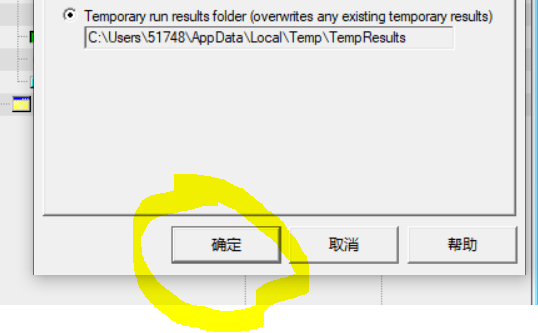 Temporary run results folder (overwrites any existing temporary results)
C:\Users\51748\AppData\Local\Temp\TempResults
确定 取消 帮助